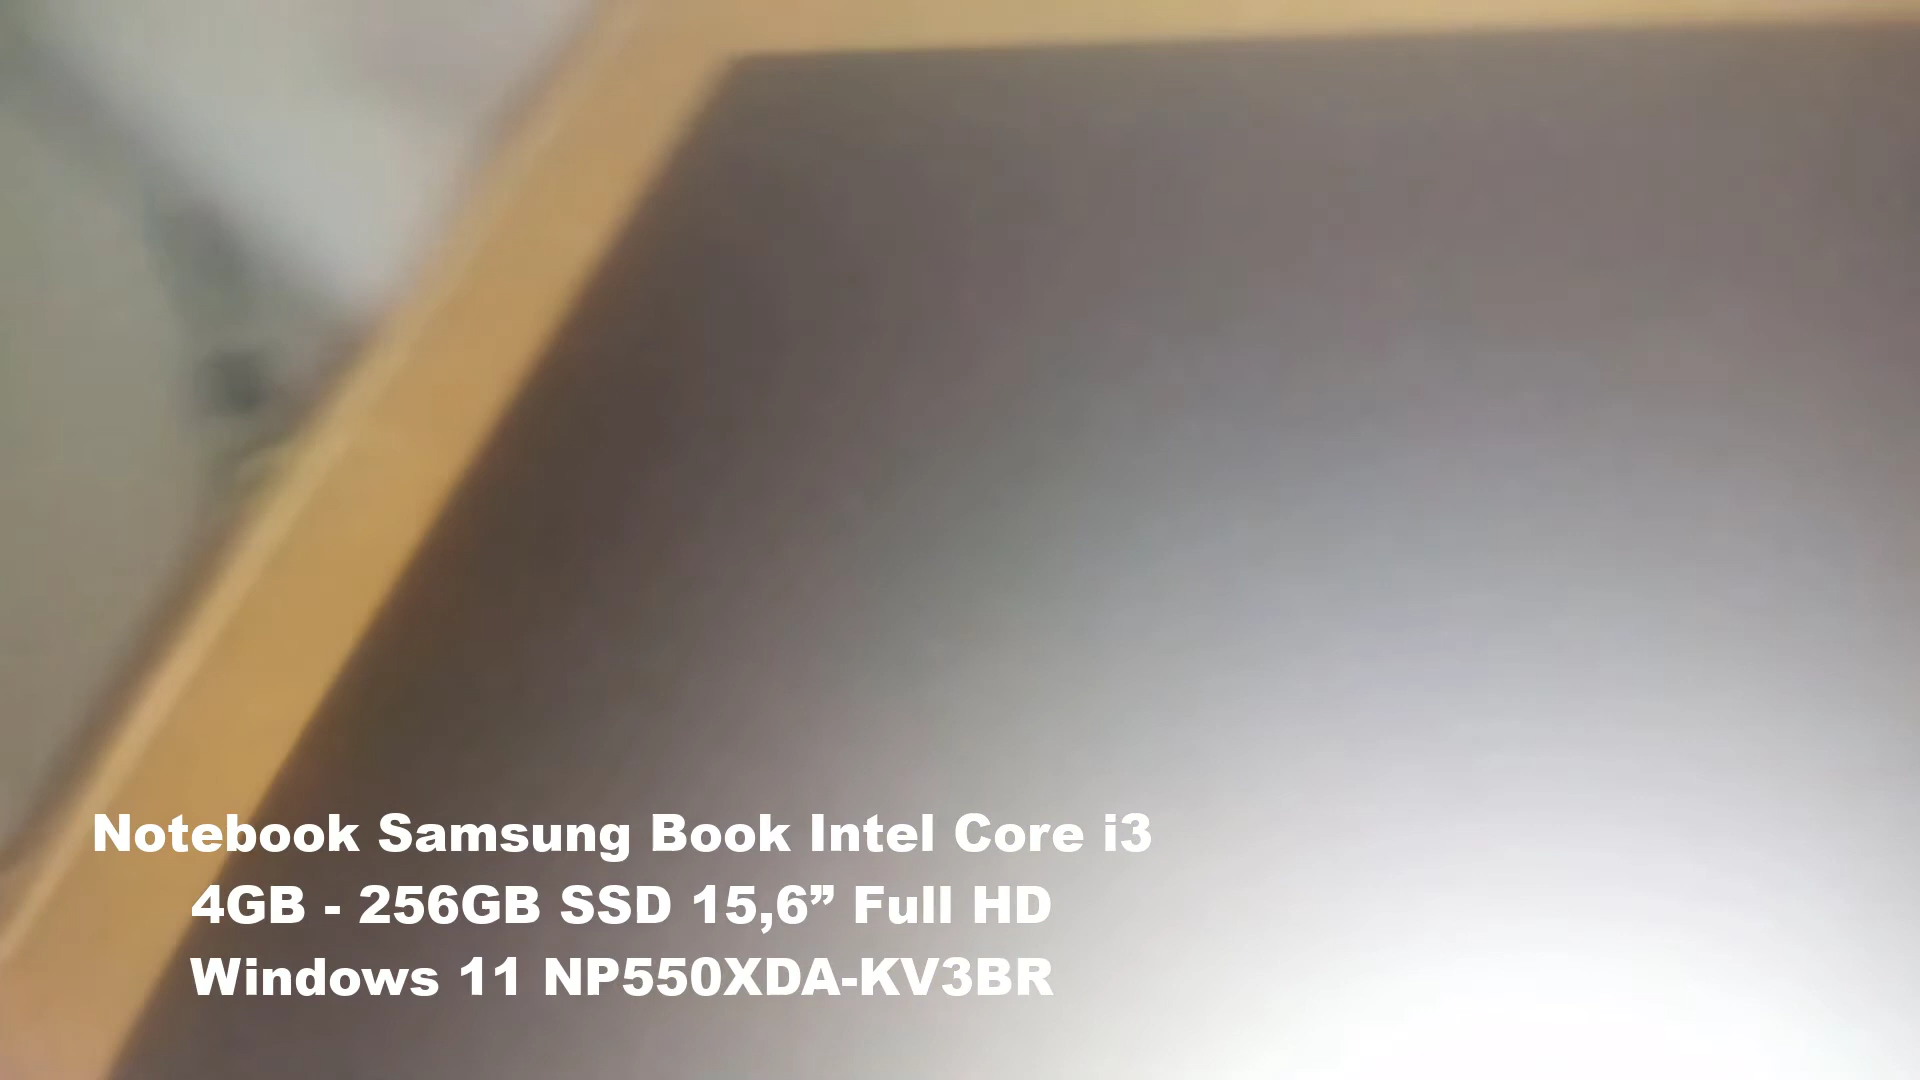 Notebook Samsung Book Intel Core i3
4GB - 256GB SSD 15,6” Full HD
Windows 11 NP550XDA-KV3BR